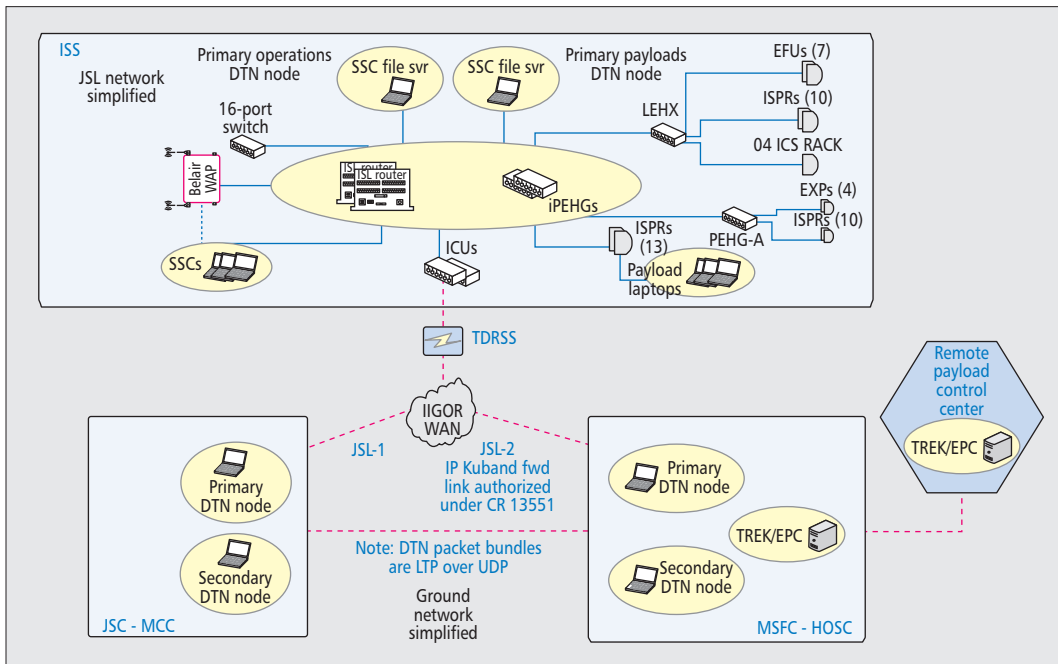 ISS
JSL network
simplified
Primary operations
DTN node
SSC file svr
SSC file svr
Primary payloads
DTN node
EFUs (7)
16-port
switch
LEHX
ISPRs (10)
04 ICS RACK
Belair
WAP
ISL router
ISL router
iPEHGs
EXPs (4)
ISPRs (10)
PEHG-A
SSCs
ICUs
ISPRs
(13)
Payload
laptops
TDRSS
IIGOR
WAN
Remote
payload
control
center
TREK/EPC
JSL-1
JSL-2
IP Kuband fwd
link authorized
under CR 13551
Primary
DTN node
Primary
DTN node
TREK/EPC
Note: DTN packet bundles
are LTP over UDP
Secondary
DTN node
Secondary
DTN node
Ground
network
simplified
JSC - MCC
MSFC - HOSC